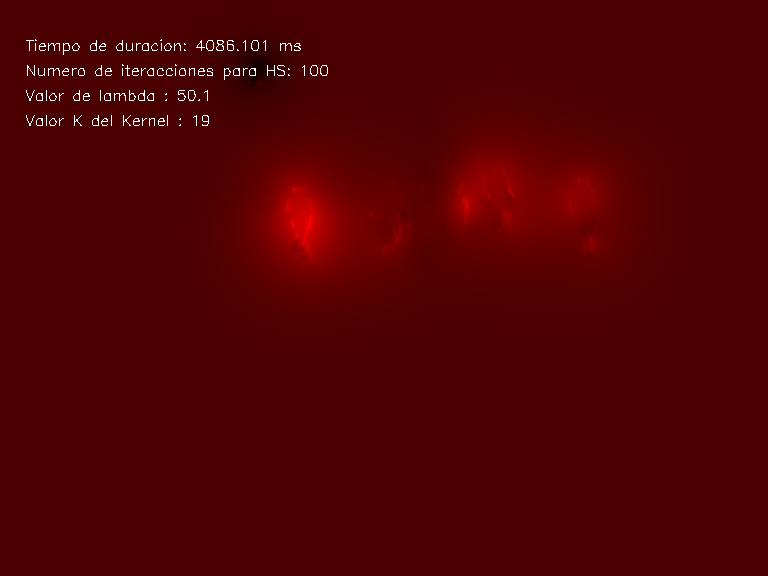 Tiempo de duracion: 4086.101 ms
Numero de iteracciones para HS: 100
Valor de lambda : 50.1
Valor K del Kernel : 19